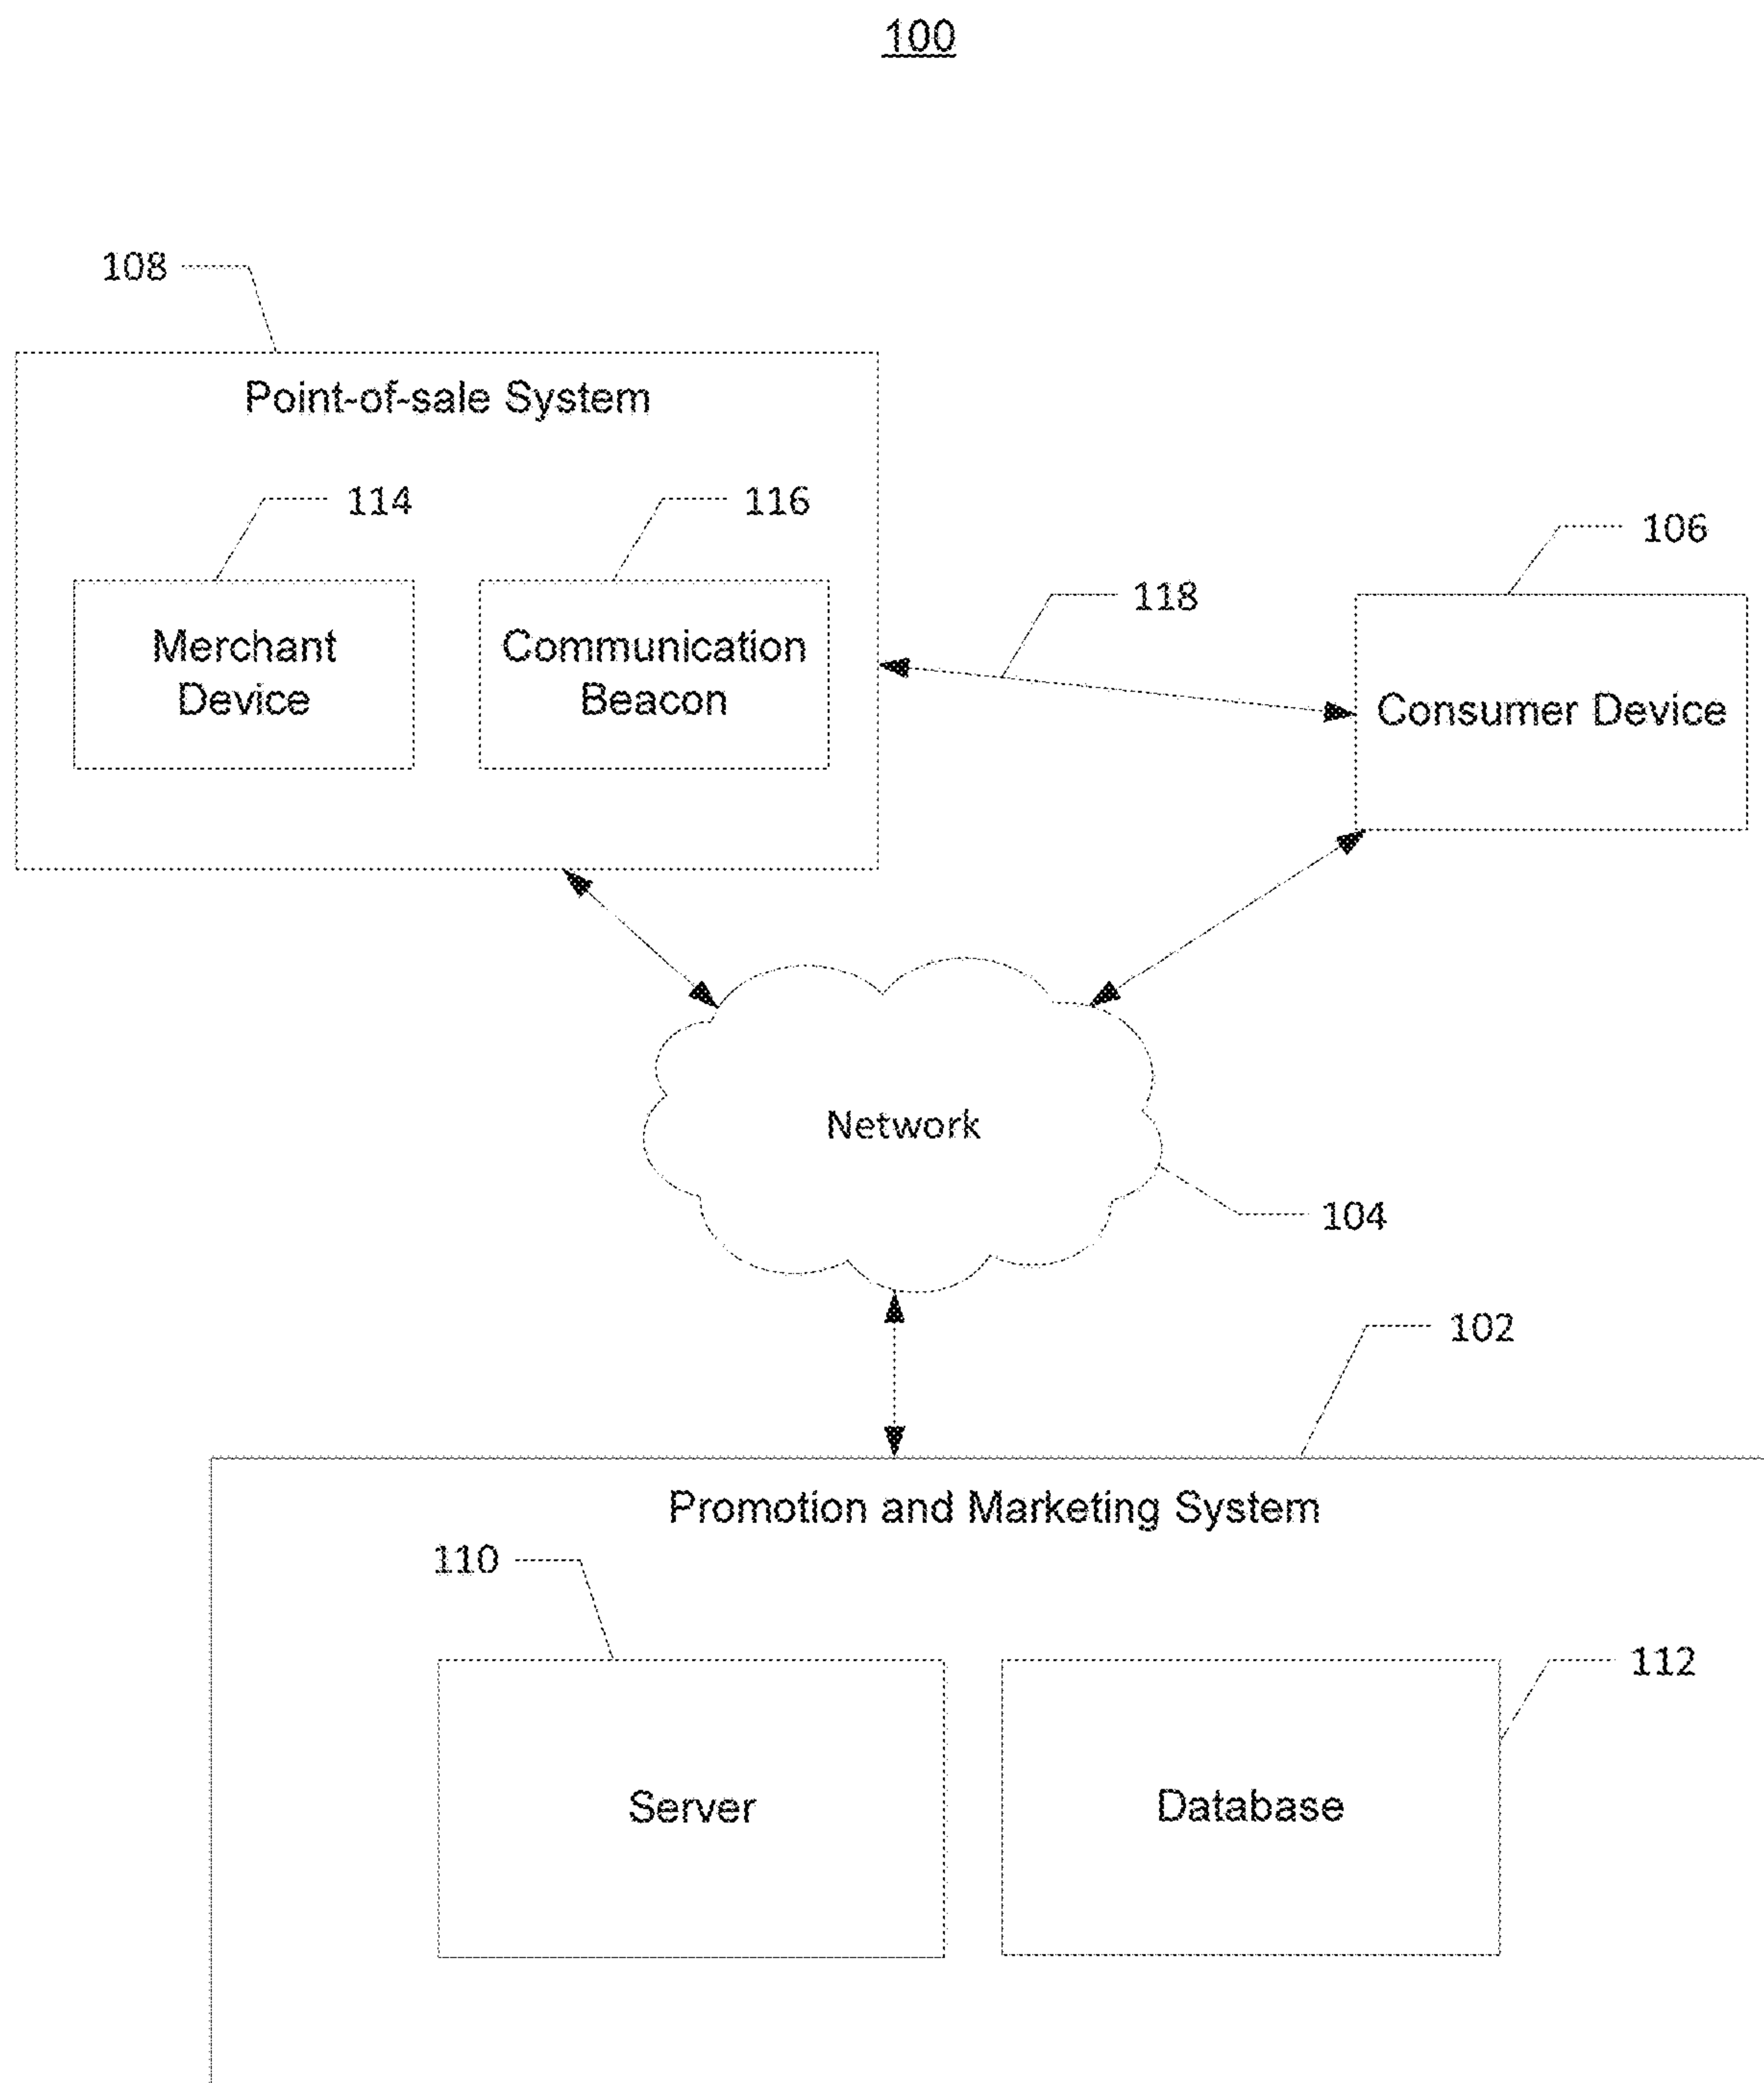 100
108
Point-of-sale System
114
116
106
118
Merchant
Device
Communication
Beacon
Consumer Device
Network
104
102
Promotion and Marketing System
110
112
Server
Database